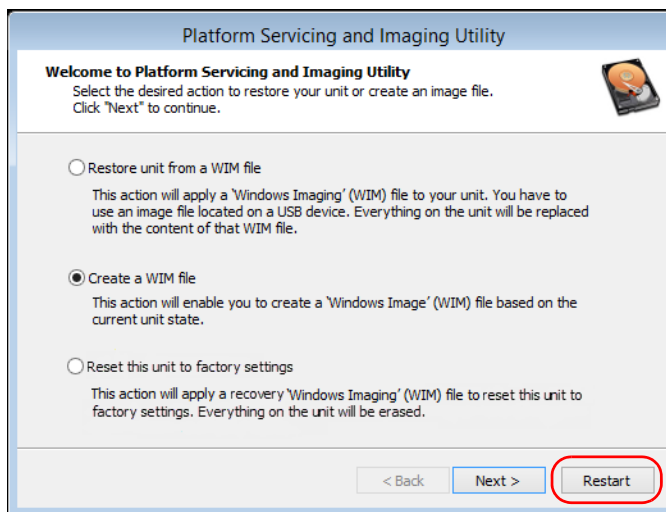 Platform Servicing and Imaging Utility
Welcome to Platform Servicing and Imaging Utility
Select the desired action to restore your unit or create an image file.
Click "Next" to continue.
Restore unit from a WIM file
This action will apply a 'Windows Imaging' (WIM) file to your unit. You have to
use an image file located on a USB device. Everything on the unit will be replaced
with the content of that WIM file.
Create a WIM file
This action will enable you to create a 'Windows Image' (WIM) file based on the
current unit state.
Reset this unit to factory settings
This action will apply a recovery 'Windows Imaging' (WIM) file to reset this unit to
factory settings. Everything on the unit will be erased.
< Back Next > Restart